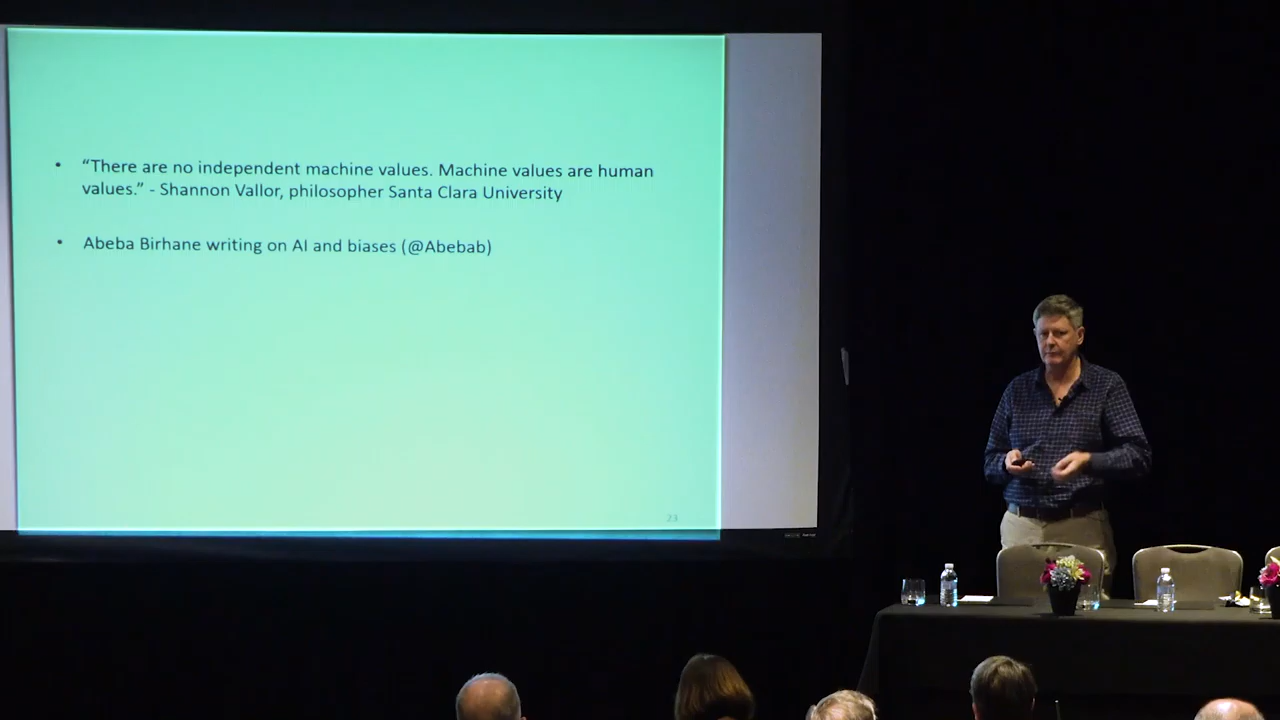 • “There are no independent machine values. Machine values are human
values.” - Shannon Vallor, philosopher Santa Clara University
• Abeba Birhane writing on AI and biases (@Abebab)
23